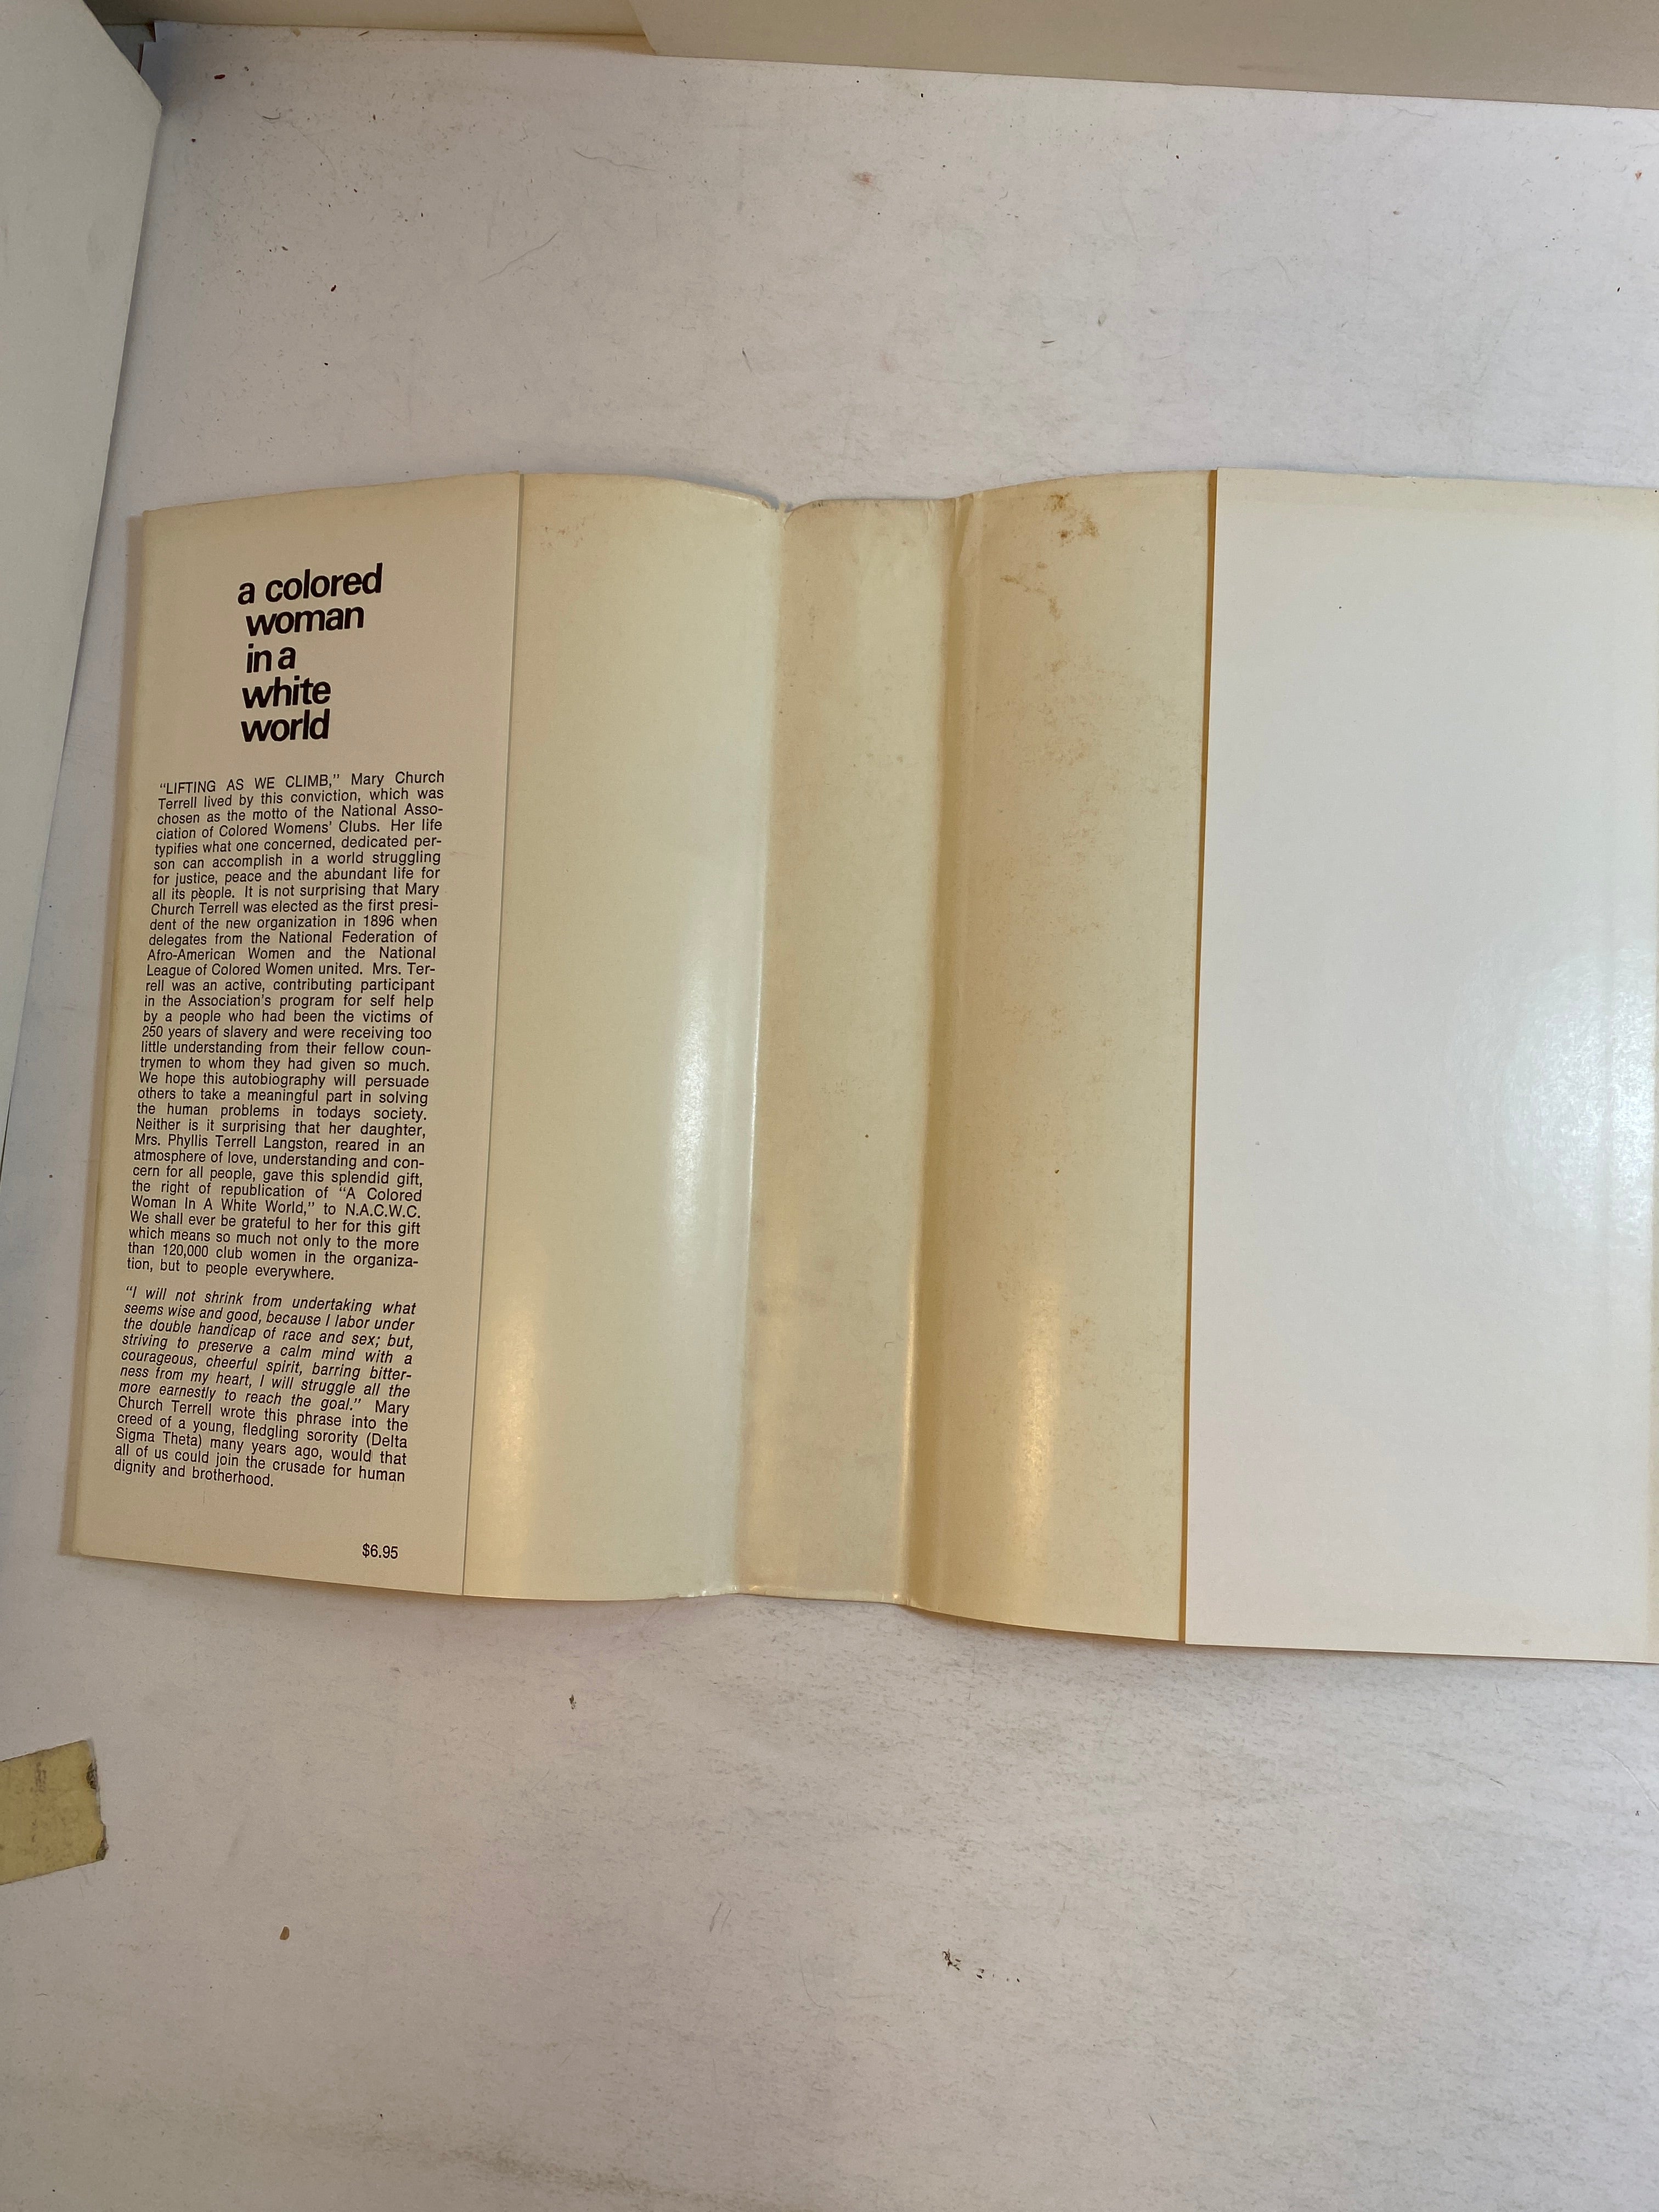 a colored
woman
in a
white
world
“LIFTING AS WE CLIMB,” Mary Church
Terrell lived by this conviction, which was
chosen as the motto of the National Asso-
ciation of Colored Womens’ Clubs. Her life
typifies what one concerned, dedicated per-
son can accomplish in a world struggling
for justice, peace and the abundant life for
all its people. It is not surprising that Mary
Church Terrell was elected as the first presi-
dent of the new organization in 1896 when
delegates from the National Federation of
Afro-American Women and the National
League of Colored Women united. Mrs. Ter-
rell was an active, contributing participant
in the Association’s program for self help
by a people who had been the victims of
250 years of slavery and were receiving too
little understanding from their fellow coun-
trymen to whom they had given so much.
We hope this autobiography will persuade
others to take a meaningful part in solving
the human problems in todays society.
Neither is it surprising that her daughter,
Mrs. Phyllis Terrell Langston, reared in an
atmosphere of love, understanding and con-
cern for all people, gave this splendid gift,
the right of republication of “A Colored
Woman In A White World,” to N.A.C.W.C.
We shall ever be grateful to her for this gift
which means so much not only to the more
than 120,000 club women in the organiza-
tion, but to people everywhere.
“I will not shrink from undertaking what
seems wise and good, because I labor under
the double handicap of race and sex; but,
striving to preserve a calm mind with a
courageous, cheerful spirit, barring bitter-
ness from my heart, I will struggle all the
more earnestly to reach the goal.” Mary
Church Terrell wrote this phrase into the
creed of a young, fledgling sorority (Delta
Sigma Theta) many years ago, would that
all of us could join the crusade for human
dignity and brotherhood.
$6.95